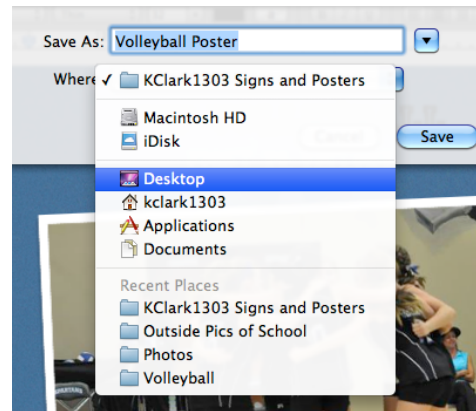 Save As: Volleyball Poster
Where ✓ KClark1303 Signs and Posters
Macintosh HD
iDisk
Cancel
Save
Desktop
kclark1303
Applications
Documents
Recent Places
KClark1303 Signs and Posters
Outside Pics of School
Photos
Volleyball